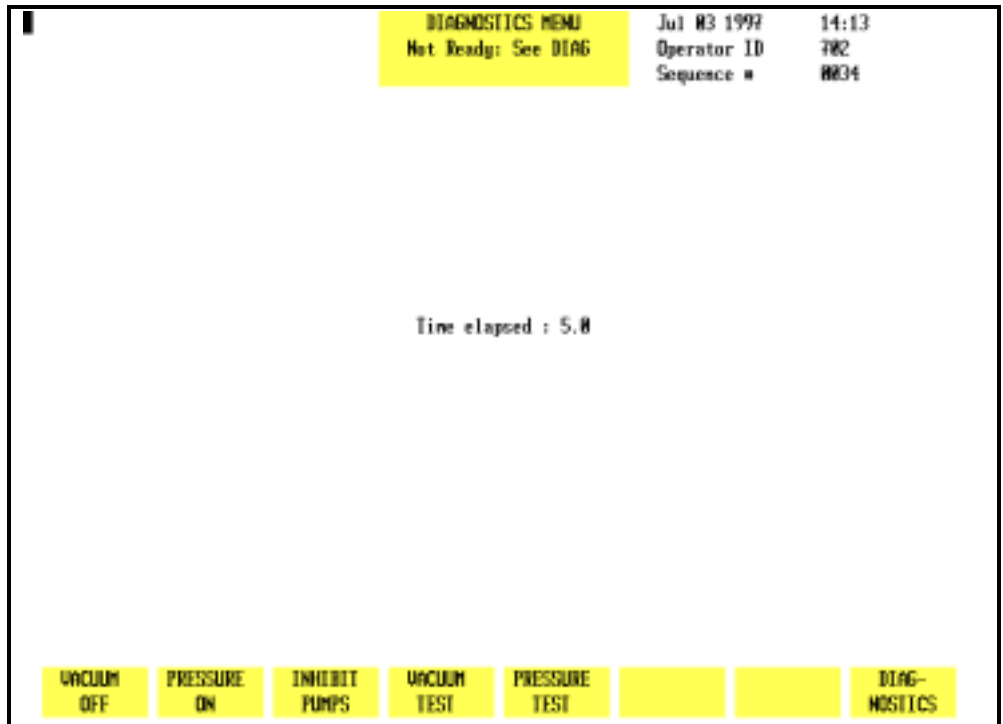 DIAGNOSTICS MENU
Not Ready: See DIAG
Jul 03 1997 14:13
Operator ID 702
Sequence # 0034
Time elapsed : 5.0
VACUUM OFF
PRESSURE ON
INHIBIT PUMPS
VACUUM TEST
PRESSURE TEST
DIAG-
NOSTICS